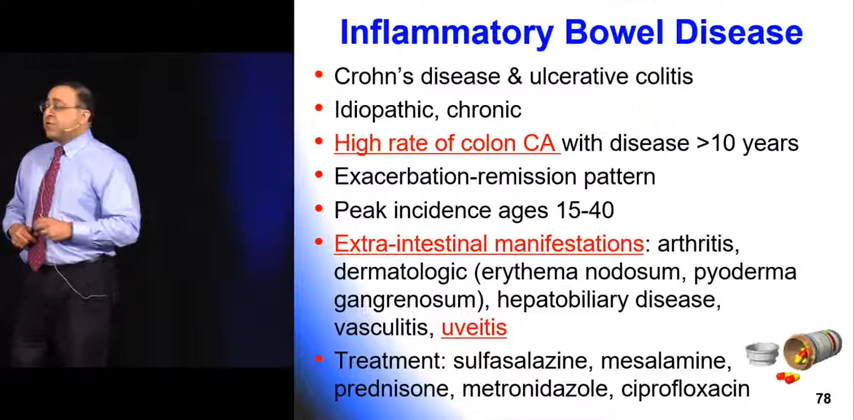 Inflammatory Bowel Disease
• Crohn's disease & ulcerative colitis
• Idiopathic, chronic
• High rate of colon CA with disease >10 years
• Exacerbation-remission pattern
• Peak incidence ages 15-40
• Extra-intestinal manifestations: arthritis,
dermatologic (erythema nodosum, pyoderma
gangrenosum), hepatobiliary disease,
vasculitis, uveitis
• Treatment: sulfasalazine, mesalamine,
prednisone, metronidazole, ciprofloxacin
78